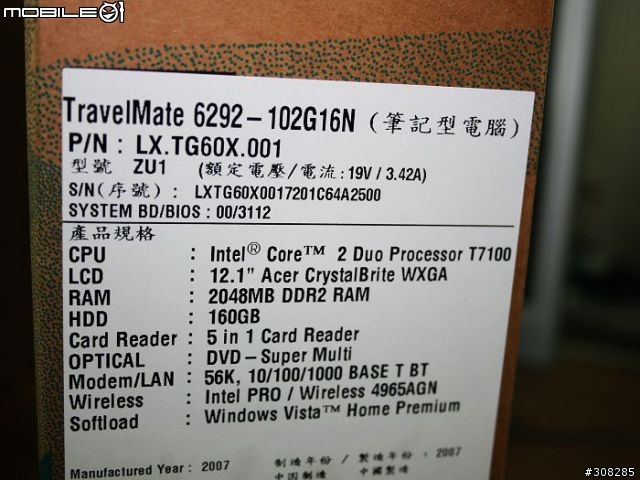 MOBILE01
TravelMate 6292-102G16N (筆記型電腦)
P/N : LX.TG60X.001
型號 ZU1 (額定電壓/電流:19V / 3.42A)
S/N(序號) : LXTG60X0017201C64A2500
SYSTEM BD/BIOS : 00/3112
產品規格
CPU : Intel® Core™ 2 Duo Processor T7100
LCD : 12.1" Acer CrystalBrite WXGA
RAM : 2048MB DDR2 RAM
HDD : 160GB
Card Reader : 5 in 1 Card Reader
OPTICAL : DVD-Super Multi
Modem/LAN : 56K, 10/100/1000 BASE T BT
Wireless : Intel PRO / Wireless 4965AGN
Softload : Windows Vista™ Home Premium
Manufactured Year : 2007 制造年份 / 製造年份 : 2007
中国制造 中國製造
#308285